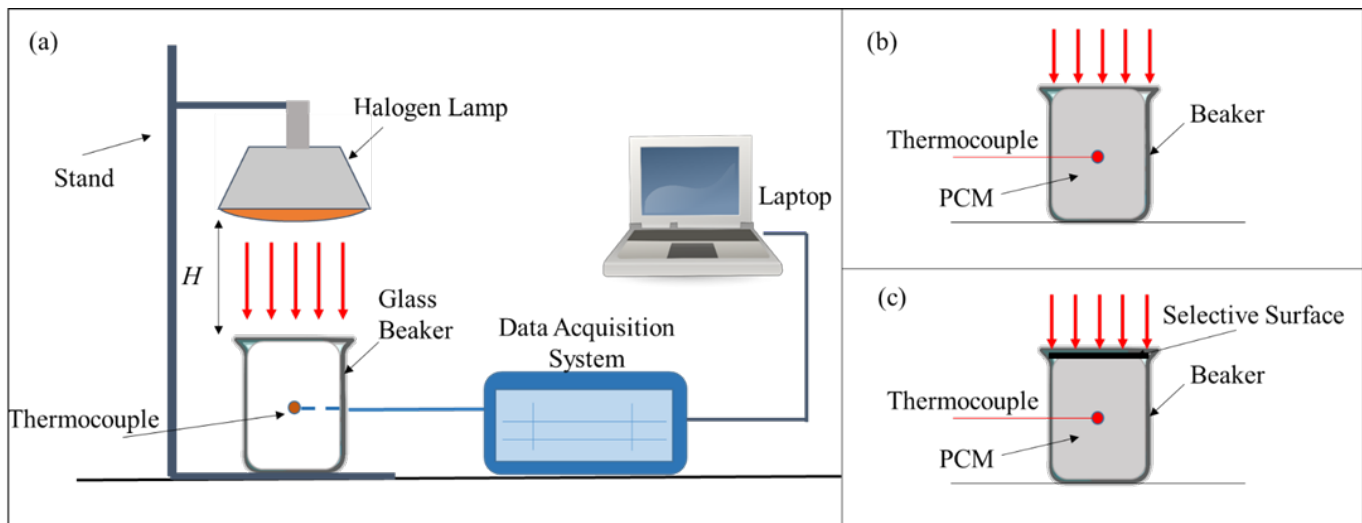 (a)
Halogen Lamp
Stand
Laptop
H
Glass
Beaker
Data Acquisition
System
Thermocouple
(b)
Thermocouple
Beaker
PCM
(c)
Selective Surface
Beaker
Thermocouple
PCM